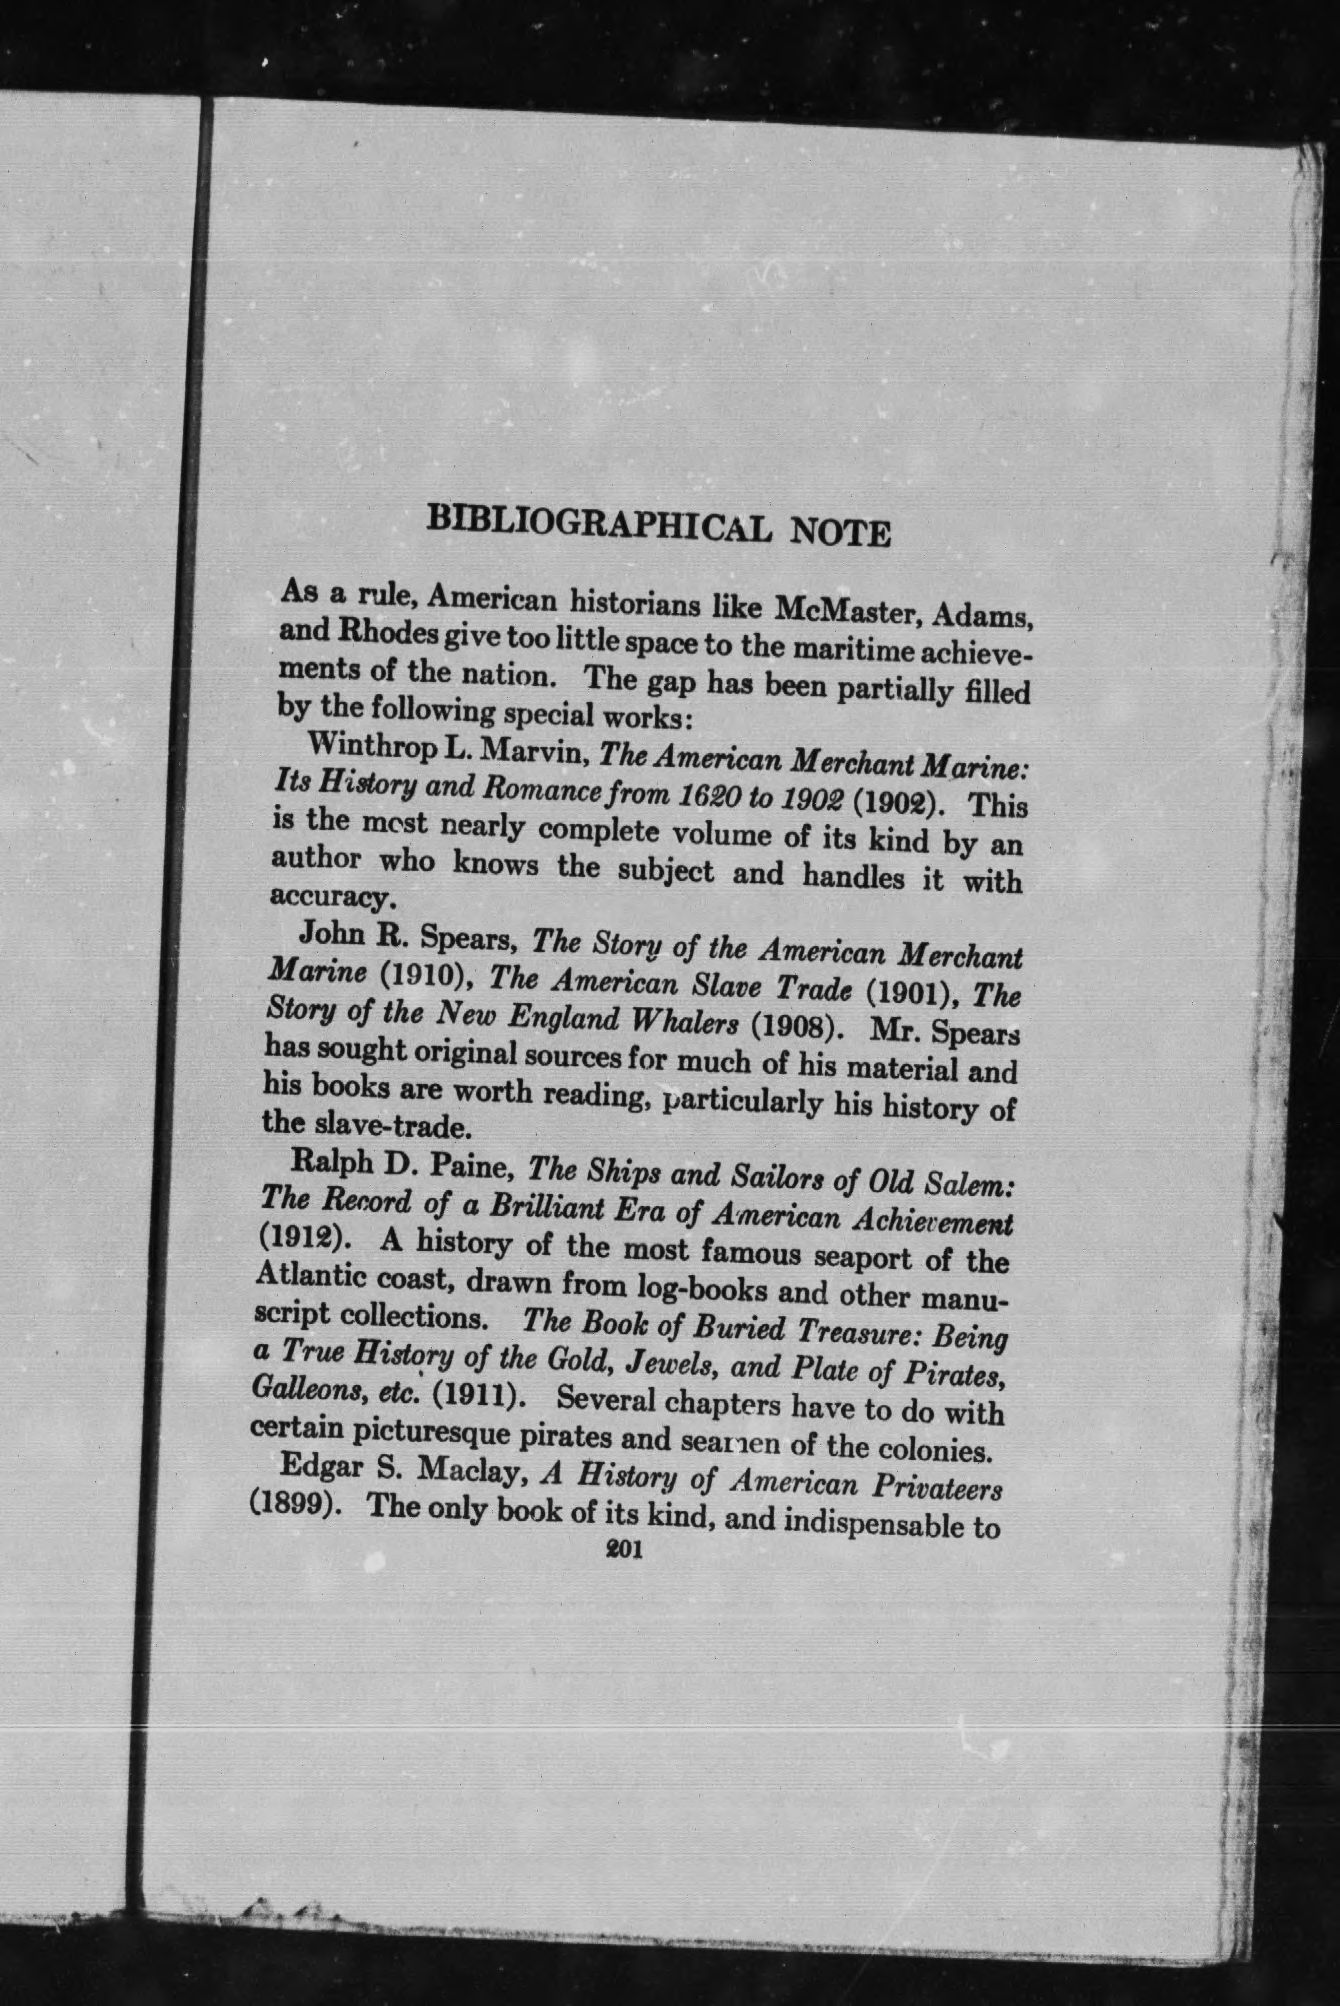 BIBLIOGRAPHICAL NOTE
As a rule, American historians like McMaster, Adams,
and Rhodes give too little space to the maritime achieve-
ments of the nation. The gap has been partially filled
by the following special works:
Winthrop L. Marvin, The American Merchant Marine:
Its History and Romance from 1620 to 1902 (1902). This
is the most nearly complete volume of its kind by an
author who knows the subject and handles it with
accuracy.
John R. Spears, The Story of the American Merchant
Marine (1910), The American Slave Trade (1901), The
Story of the New England Whalers (1908). Mr. Spears
has sought original sources for much of his material and
his books are worth reading, particularly his history of
the slave-trade.
Ralph D. Paine, The Ships and Sailors of Old Salem:
The Record of a Brilliant Era of American Achievement
(1912). A history of the most famous seaport of the
Atlantic coast, drawn from log-books and other manu-
script collections. The Book of Buried Treasure: Being
a True History of the Gold, Jewels, and Plate of Pirates,
Galleons, etc. (1911). Several chapters have to do with
certain picturesque pirates and seamen of the colonies.
Edgar S. Maclay, A History of American Privateers
(1899). The only book of its kind, and indispensable to
201